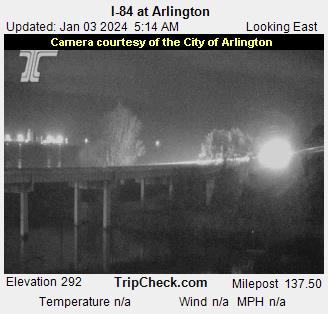 I-84 at Arlington
Updated: Jan 03 2024 5:14 AM Looking East
Camera courtesy of the City of Arlington
Elevation 292 TripCheck.com Milepost 137.50
Temperature n/a Wind n/a MPH n/a